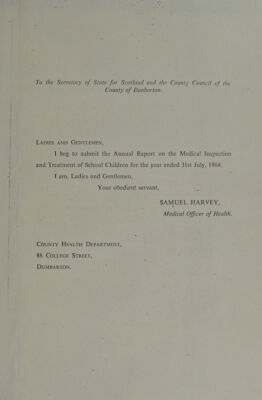 To the Secretary of State for Scotland and the County Council of the
County of Dunbarton.
LADIES AND GENTLEMEN,
I beg to submit the Annual Report on the Medical Inspection
and Treatment of School Children for the year ended 31st July, 1964.
I am, Ladies and Gentlemen,
Your obedient servant,
SAMUEL HARVEY,
Medical Officer of Health.
COUNTY HEALTH DEPARTMENT,
88 COLLEGE STREET,
DUMBARTON.